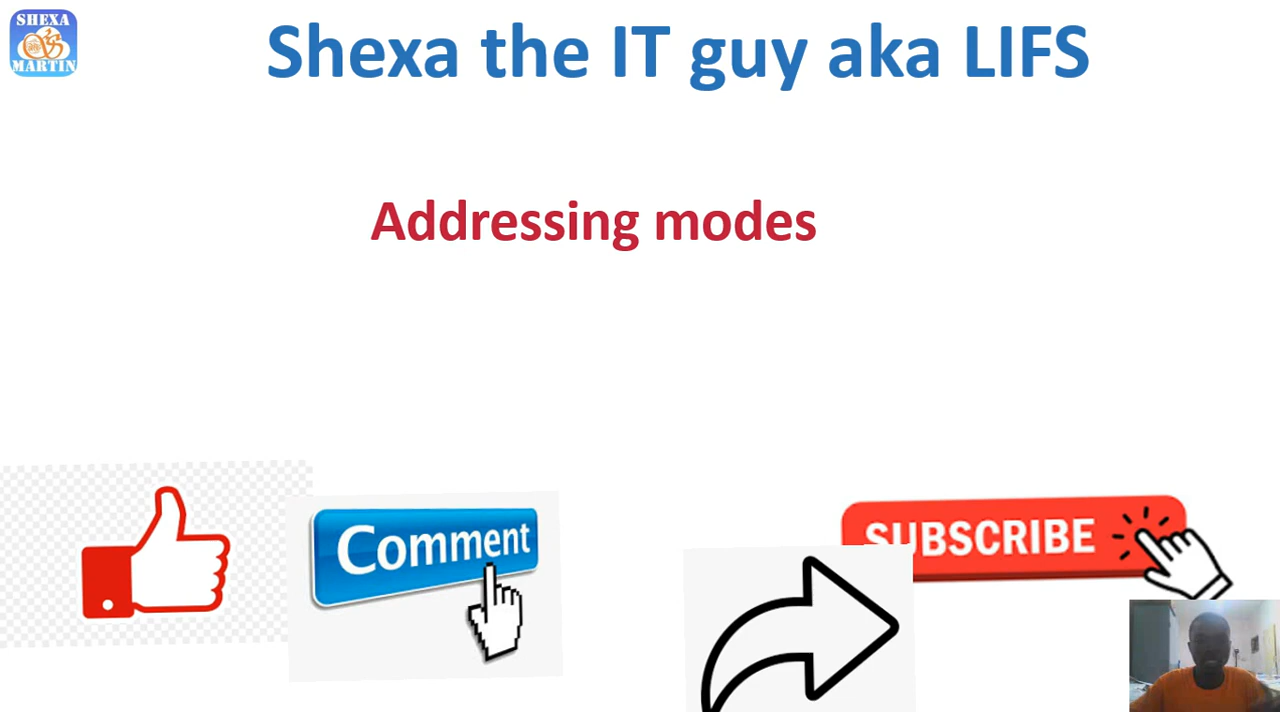 SHEXA
MARTIN
Shexa the IT guy aka LIFS
Addressing modes
Comment
SUBSCRIBE